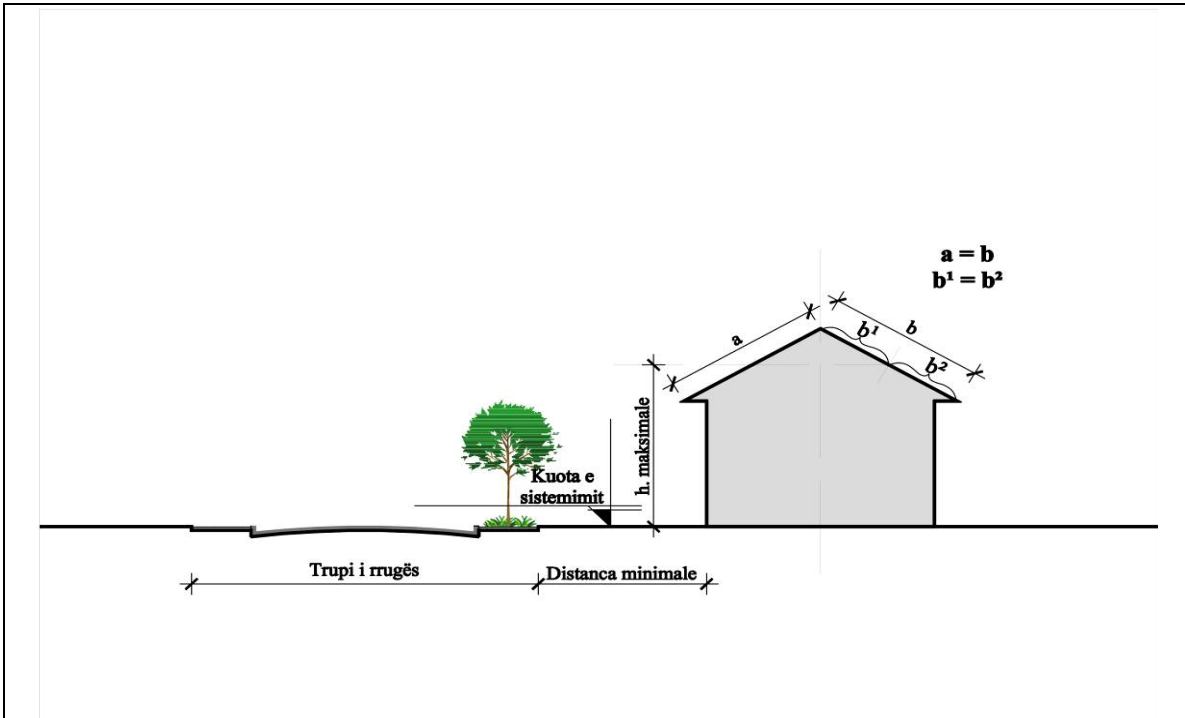 a = b
b¹ = b²
a
b¹
b
b²
h. maksimale
Kuota e
sistemimit
Trupi i rrugës
Distanca minimale